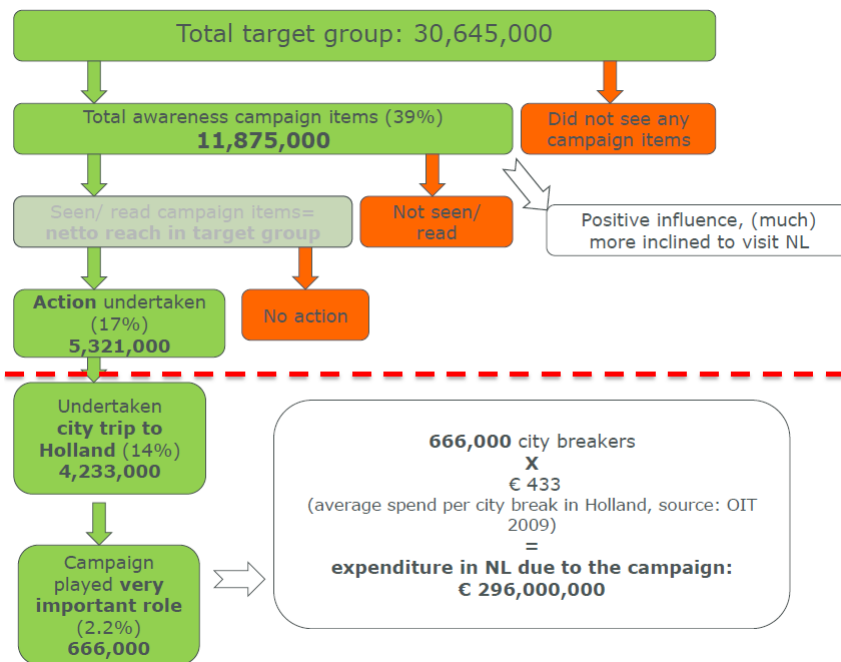 Total target group: 30,645,000
Total awareness campaign items (39%)
11,875,000
Did not see any
campaign items
Seen/ read campaign items=
netto reach in target group
Not seen/
read
Positive influence, (much)
more inclined to visit NL
Action undertaken
(17%)
5,321,000
No action
Undertaken
city trip to
Holland (14%)
4,233,000
666,000 city breakers
X
€ 433
(average spend per city break in Holland, source: OIT
2009)
=
expenditure in NL due to the campaign:
€ 296,000,000
Campaign
played very
important role
(2.2%)
666,000